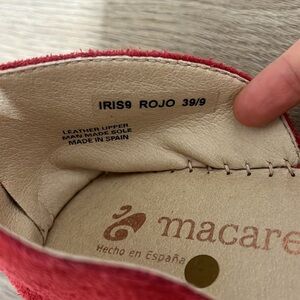 IRIS9 ROJO 39/9
LEATHER UPPER
MAN MADE SOLE
MADE IN SPAIN
macare
Hecho en España